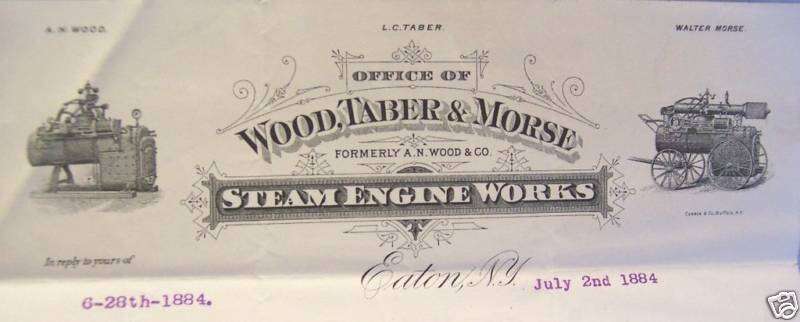 A. N. WOOD.
L. C. TABER.
WALTER MORSE.
OFFICE OF
WOOD, TABER & MORSE
FORMERLY A. N. WOOD & CO.
STEAM ENGINE WORKS
In reply to yours of
6-28th-1884.
Eaton, N.Y.
July 2nd 1884
ebY